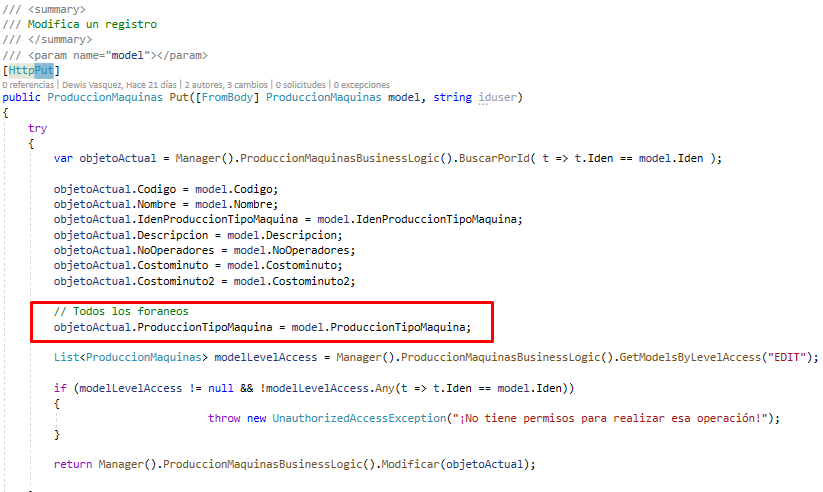 /// <summary>
/// Modifica un registro
/// </summary>
/// <param name="model"></param>
[HttpPut]
0 referencias | Dewis Vasquez, Hace 21 días | 2 autores, 3 cambios | 0 solicitudes | 0 excepciones
public ProduccionMaquinas Put([FromBody] ProduccionMaquinas model, string iduser)
{
try
{
var objetoActual = Manager().ProduccionMaquinasBusinessLogic().BuscarPorId( t => t.Iden == model.Iden );
objetoActual.Codigo = model.Codigo;
objetoActual.Nombre = model.Nombre;
objetoActual.IdenProduccionTipoMaquina = model.IdenProduccionTipoMaquina;
objetoActual.Descripcion = model.Descripcion;
objetoActual.NoOperadores = model.NoOperadores;
objetoActual.Costominuto = model.Costominuto;
objetoActual.Costominuto2 = model.Costominuto2;
// Todos los foraneos
objetoActual.ProduccionTipoMaquina = model.ProduccionTipoMaquina;
List<ProduccionMaquinas> modelLevelAccess = Manager().ProduccionMaquinasBusinessLogic().GetModelsByLevelAccess("EDIT");
if (modelLevelAccess != null && !modelLevelAccess.Any(t => t.Iden == model.Iden))
{
throw new UnauthorizedAccessException("¡No tiene permisos para realizar esa operación!");
}
return Manager().ProduccionMaquinasBusinessLogic().Modificar(objetoActual);